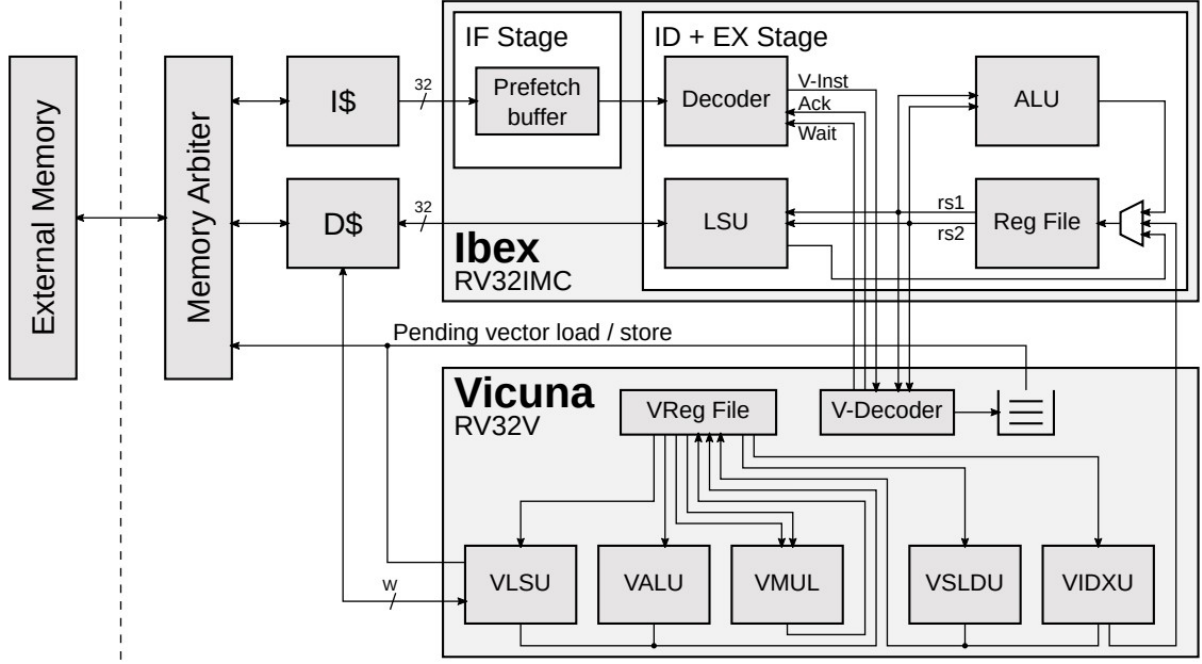 External Memory
Memory Arbiter
I$
D$
32
32
IF Stage
Prefetch
buffer
ID + EX Stage
Decoder
V-Inst
Ack
Wait
ALU
LSU
rs1
rs2
Reg File
Ibex
RV32IMC
Pending vector load / store
Vicuna
RV32V
VReg File
V-Decoder
w
VLSU
VALU
VMUL
VSLDU
VIDXU